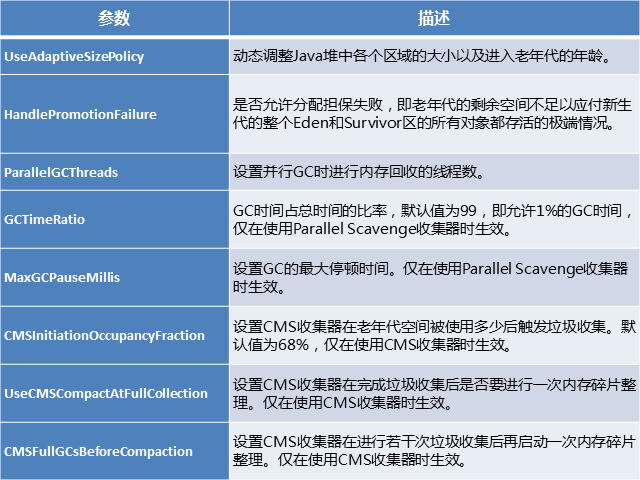 参数
描述
UseAdaptiveSizePolicy
动态调整Java堆中各个区域的大小以及进入老年代的年龄。
HandlePromotionFailure
是否允许分配担保失败，即老年代的剩余空间不足以应付新生
代的整个Eden和Survivor区的所有对象都存活的极端情况。
ParallelGCThreads
设置并行GC时进行内存回收的线程数。
GCTimeRatio
GC时间占总时间的比率，默认值为99，即允许1%的GC时间，
仅在使用Parallel Scavenge收集器时生效。
MaxGCPauseMillis
设置GC的最大停顿时间。仅在使用Parallel Scavenge收集器
时生效。
CMSInitiationOccupancyFraction
设置CMS收集器在老年代空间被使用多少后触发垃圾收集。默
认值为68%，仅在使用CMS收集器时生效。
UseCMSCompactAtFullCollection
设置CMS收集器在完成垃圾收集后是否要进行一次内存碎片整
理。仅在使用CMS收集器时生效。
CMSFullGCsBeforeCompaction
设置CMS收集器在进行若干次垃圾收集后再启动一次内存碎片
整理。仅在使用CMS收集器时生效。